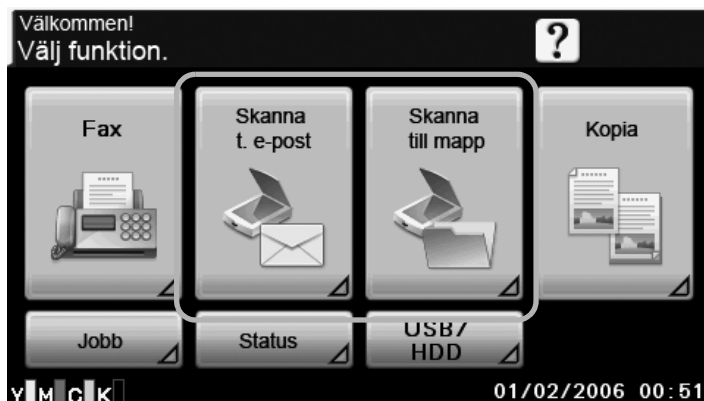 Välkommen!
Välj funktion.
?
Fax
Skanna
t. e-post
Skanna
till mapp
Kopia
Jobb
Status
USB/
HDD
Y M C K
01/02/2006 00:51